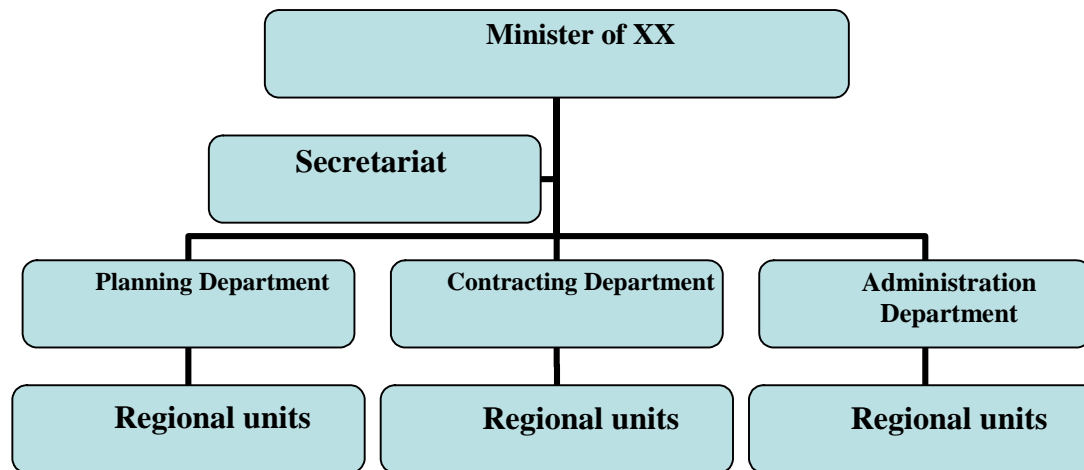 Minister of XX
Secretariat
Planning Department
Contracting Department
Administration
Department
Regional units
Regional units
Regional units